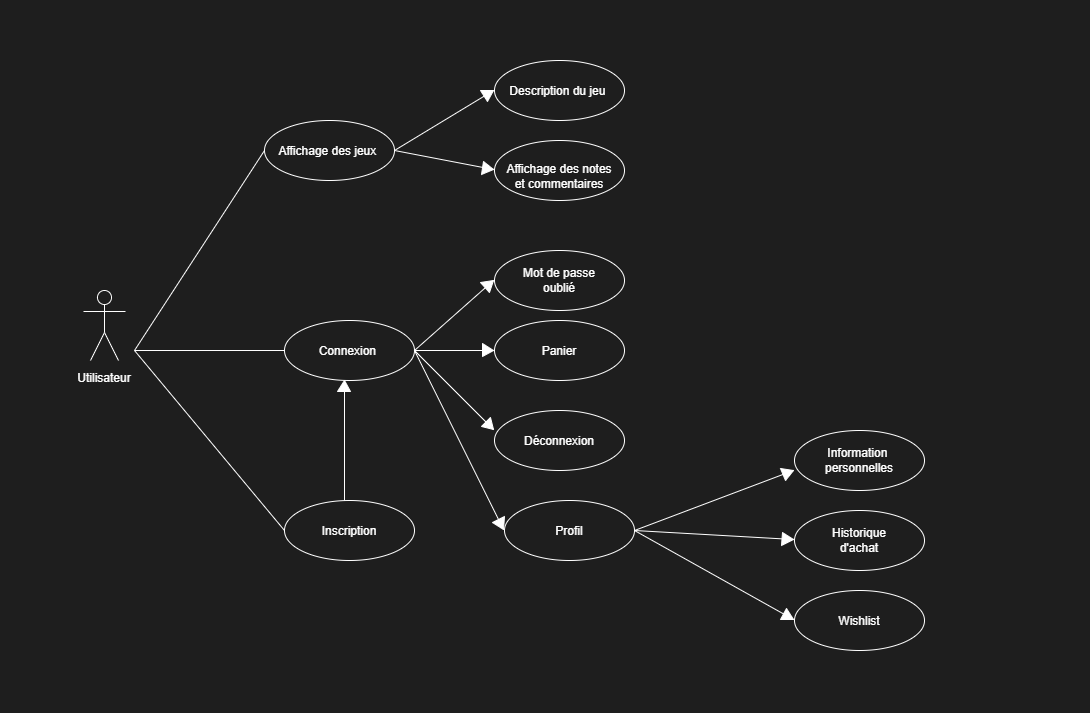 Description du jeu
Affichage des jeux
Affichage des notes
et commentaires
Mot de passe
oublié
Connexion
Panier
Utilisateur
Déconnexion
Information
personnelles
Inscription
Profil
Historique
d'achat
Wishlist